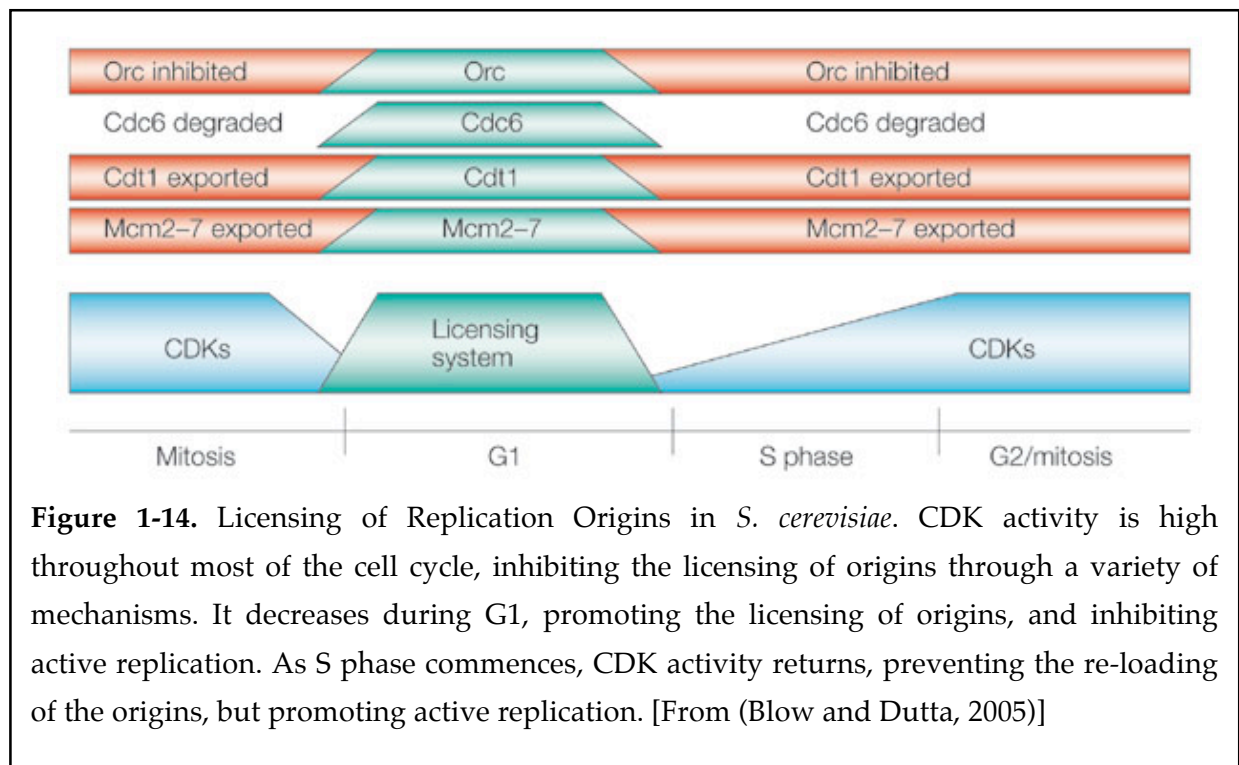 Orc inhibited Orc Orc inhibited
Cdc6 degraded Cdc6 Cdc6 degraded
Cdt1 exported Cdt1 Cdt1 exported
Mcm2–7 exported Mcm2–7 Mcm2–7 exported
CDKs Licensing system CDKs
Mitosis G1 S phase G2/mitosis
Figure 1-14. Licensing of Replication Origins in S. cerevisiae. CDK activity is high
throughout most of the cell cycle, inhibiting the licensing of origins through a variety of
mechanisms. It decreases during G1, promoting the licensing of origins, and inhibiting
active replication. As S phase commences, CDK activity returns, preventing the re-loading
of the origins, but promoting active replication. [From (Blow and Dutta, 2005)]